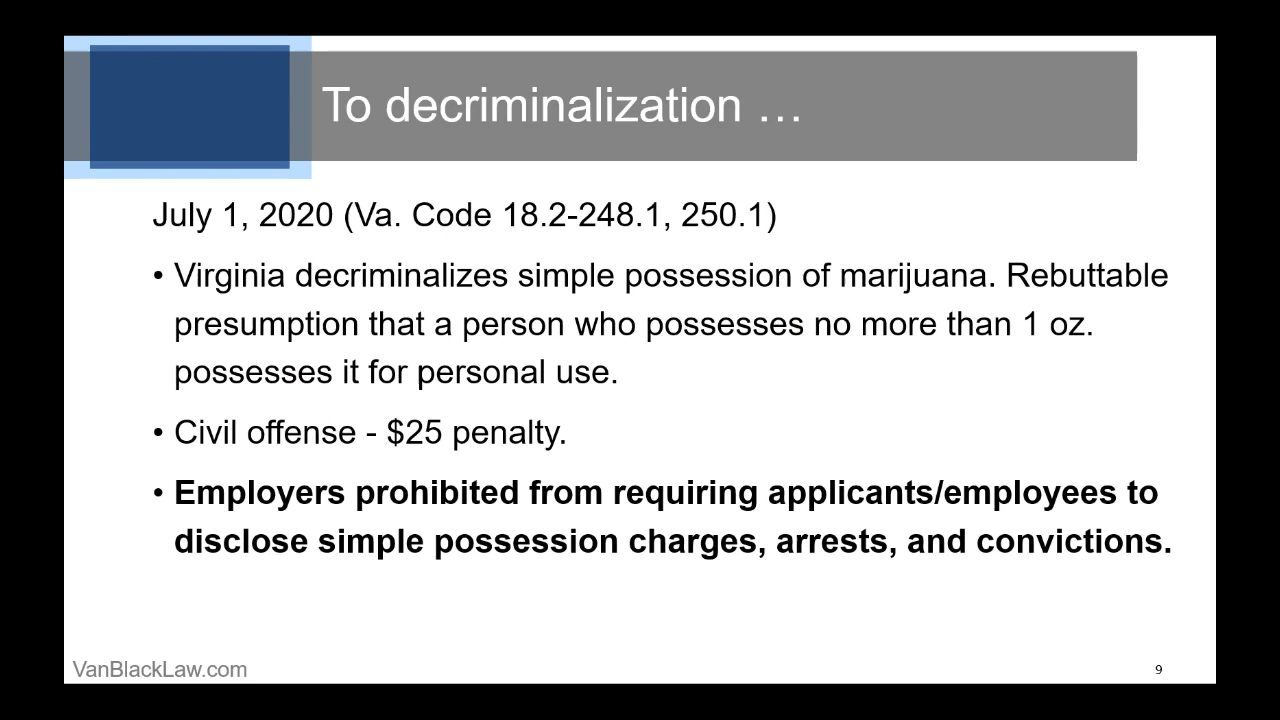 To decriminalization …
July 1, 2020 (Va. Code 18.2-248.1, 250.1)
• Virginia decriminalizes simple possession of marijuana. Rebuttable
presumption that a person who possesses no more than 1 oz.
possesses it for personal use.
• Civil offense - $25 penalty.
• Employers prohibited from requiring applicants/employees to
disclose simple possession charges, arrests, and convictions.
VanBlackLaw.com
9